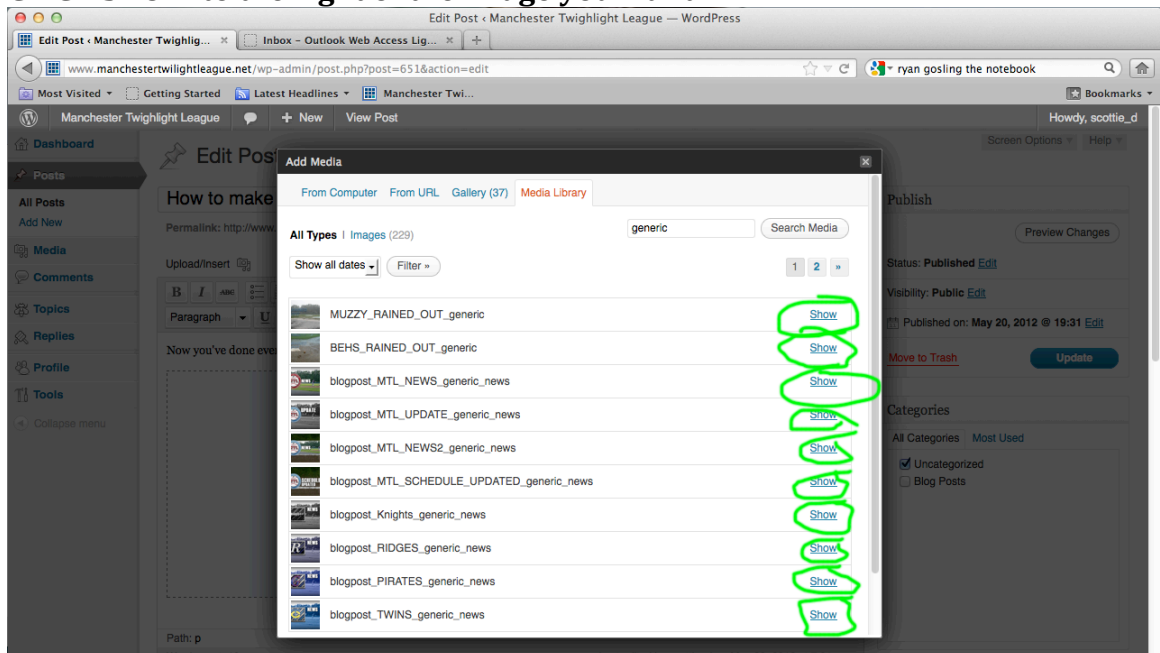 Edit Post ‹ Manchester Twighlight League — WordPress
Edit Post ‹ Manchester Twighlig... ×
Inbox – Outlook Web Access Lig... ×
www.manchestertwilightleague.net/wp-admin/post.php?post=651&action=edit
ryan gosling the notebook
Most Visited Getting Started Latest Headlines Manchester Twi... Bookmarks
Manchester Twighlight League + New View Post Howdy, scottie_d
Dashboard
Posts
All Posts
Add New
Media
Comments
Topics
Replies
Profile
Tools
Collapse menu
Screen Options Help
Edit Pos
How to make
Permalink: http://www.
Upload/Insert
B I ABC
Paragraph U
Now you've done eve
Path: p
Add Media
From Computer From URL Gallery (37) Media Library
All Types | Images (229)
generic Search Media
Show all dates Filter »
1 2 »
MUZZY_RAINED_OUT_generic Show
BEHS_RAINED_OUT_generic Show
blogpost_MTL_NEWS_generic_news Show
blogpost_MTL_UPDATE_generic_news Show
blogpost_MTL_NEWS2_generic_news Show
blogpost_MTL_SCHEDULE_UPDATED_generic_news Show
blogpost_Knights_generic_news Show
blogpost_RIDGES_generic_news Show
blogpost_PIRATES_generic_news Show
blogpost_TWINS_generic_news Show
Publish
Preview Changes
Status: Published Edit
Visibility: Public Edit
Published on: May 20, 2012 @ 19:31 Edit
Move to Trash Update
Categories
All Categories Most Used
Uncategorized
Blog Posts